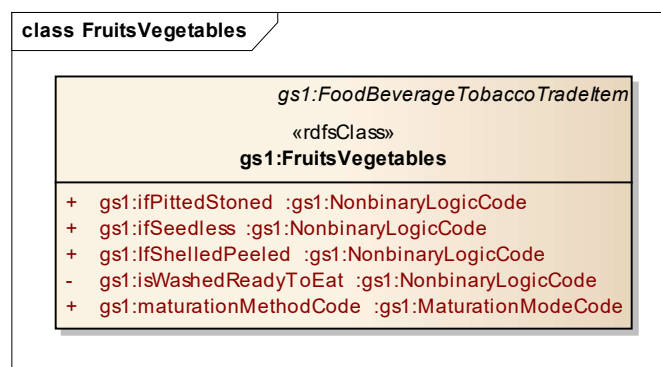 class FruitsVegetables
gs1:FoodBeverageTobaccoTradeItem
«rdfsClass»
gs1:FruitsVegetables
+ gs1:ifPittedStoned :gs1:NonbinaryLogicCode
+ gs1:ifSeedless :gs1:NonbinaryLogicCode
+ gs1:IfShelledPeeled :gs1:NonbinaryLogicCode
- gs1:isWashedReadyToEat :gs1:NonbinaryLogicCode
+ gs1:maturationMethodCode :gs1:MaturationModeCode